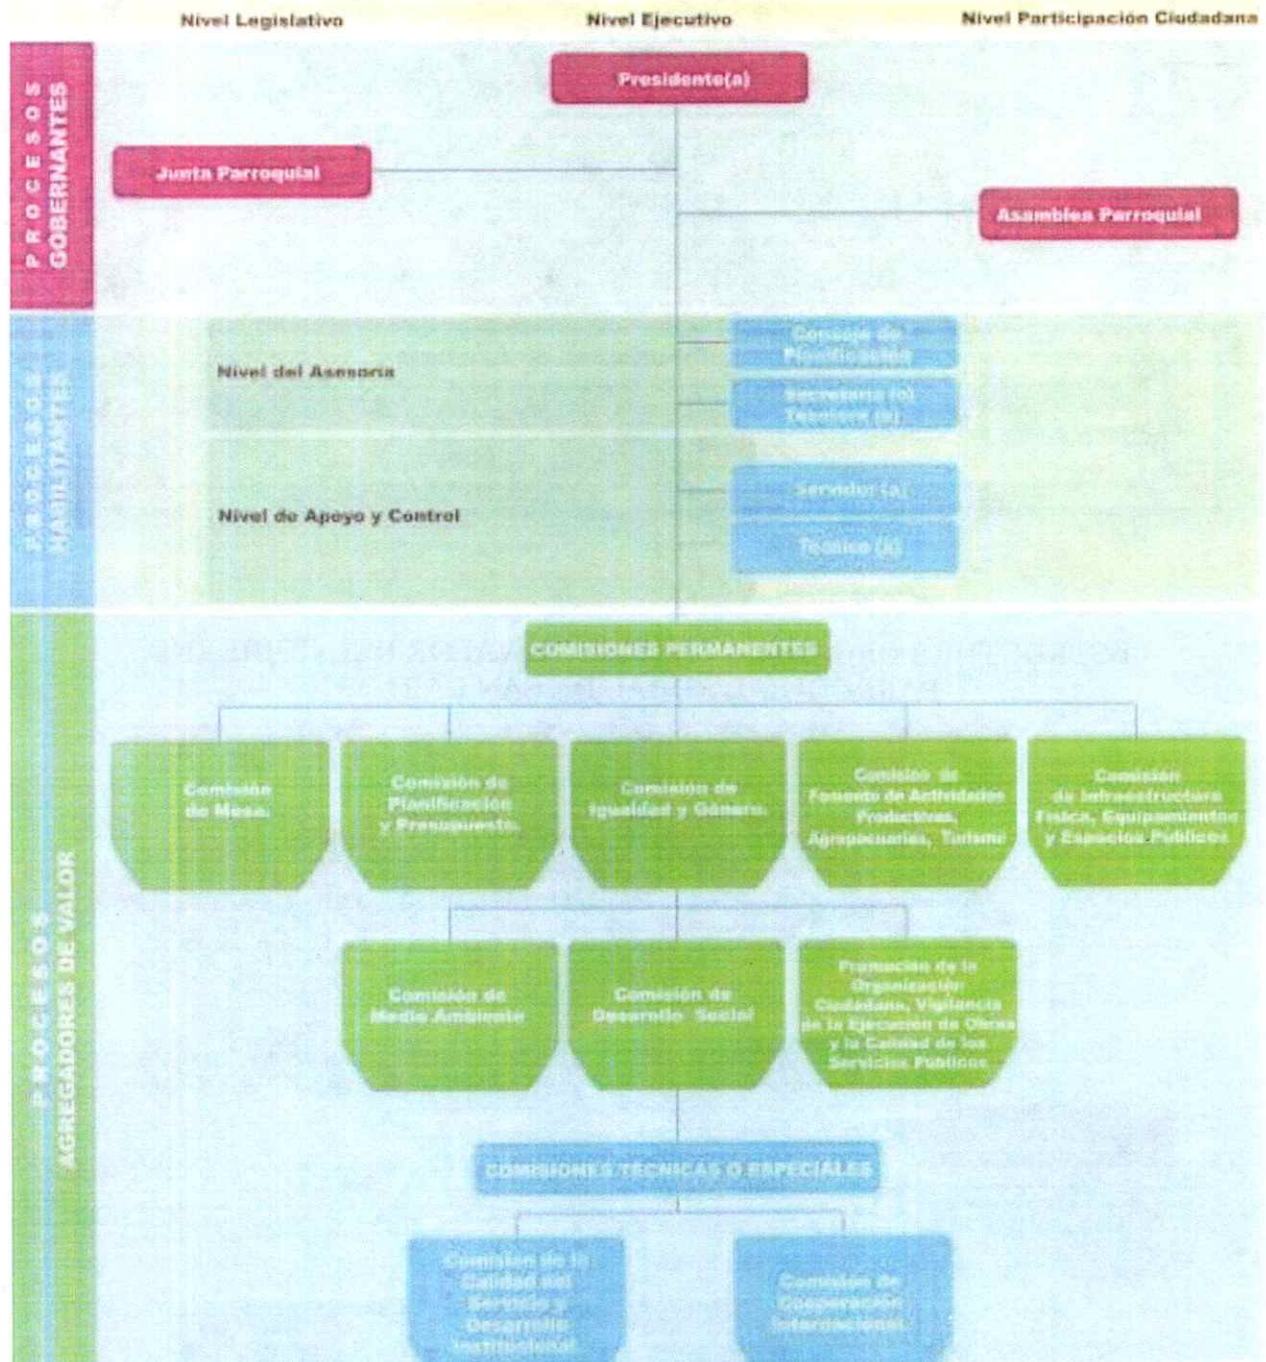 Nivel Legislativo
Nivel Ejecutivo
Nivel Participación Ciudadana
PROCESOS
GOBERNANTES
Presidente(a)
Junta Parroquial
Asamblea Parroquial
PROCESOS
HABILITANTES
Nivel del Asesoria
Consejo de
Planificación
Secretaria (o)
Tesorera (o)
Nivel de Apoyo y Control
Servidor (a)
Técnico (a)
PROCESOS
AGREGADORES DE VALOR
COMISIONES PERMANENTES
Comisión
de Mesa.
Comisión de
Planificación
y Presupuesto.
Comisión de
Igualdad y Género.
Comisión de
Fomento de Actividades
Productivas,
Agropecuarias, Turismo
Comisión
de Infraestructura
Física, Equipamientos
y Espacios Públicos
Comisión de
Medio Ambiente
Comisión de
Desarrollo Social
Promoción de la
Organización
Ciudadana, Vigilancia
de la Ejecución de Obras
y la Calidad de los
Servicios Públicos
COMISIONES TECNICAS O ESPECIALES
Comisión de la
Calidad del
Servicio y
Desarrollo
Institucional
Comisión de
Cooperación
Internacional